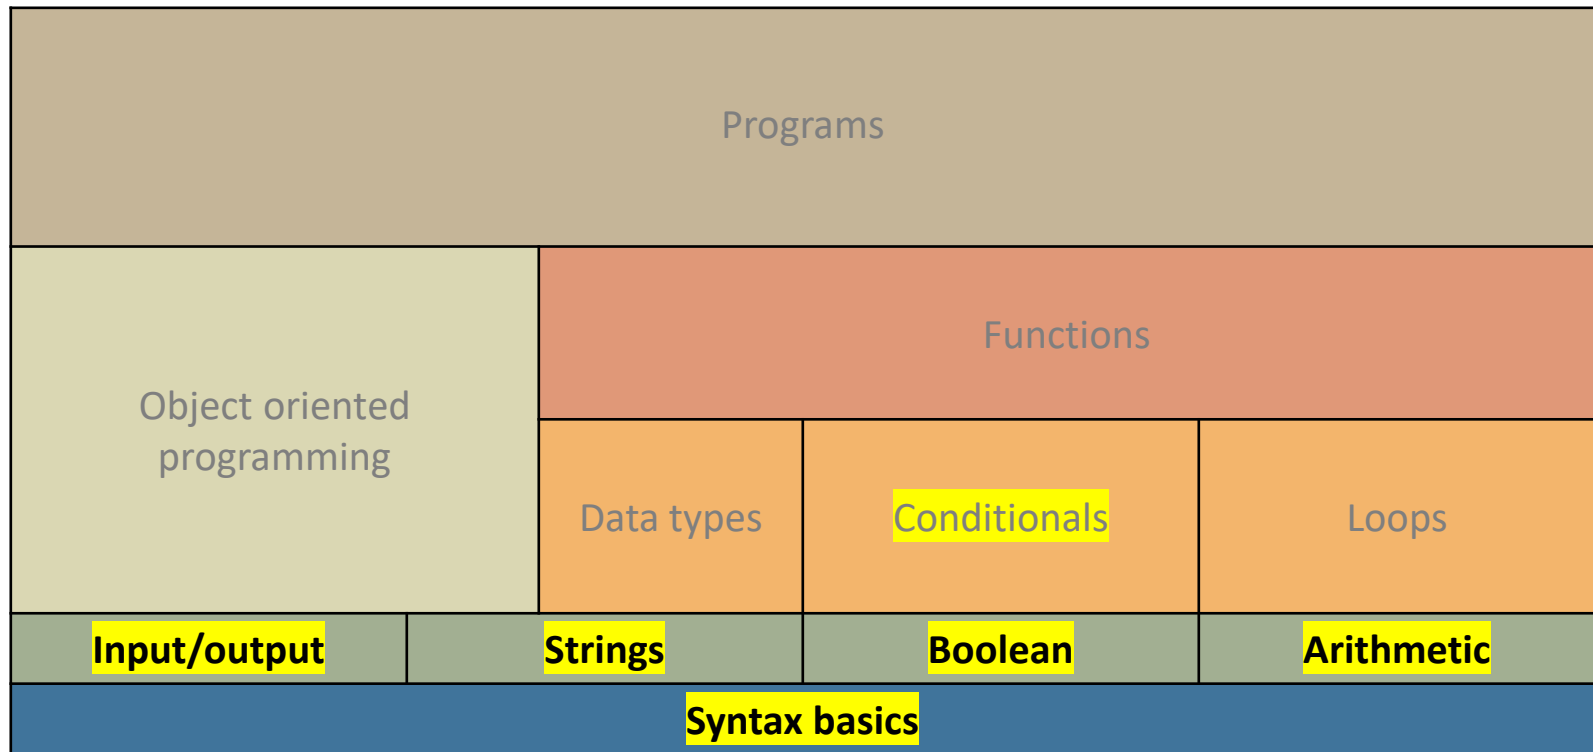 Programs
Functions
Object oriented
programming
Data types
Conditionals
Loops
Input/output
Strings
Boolean
Arithmetic
Syntax basics